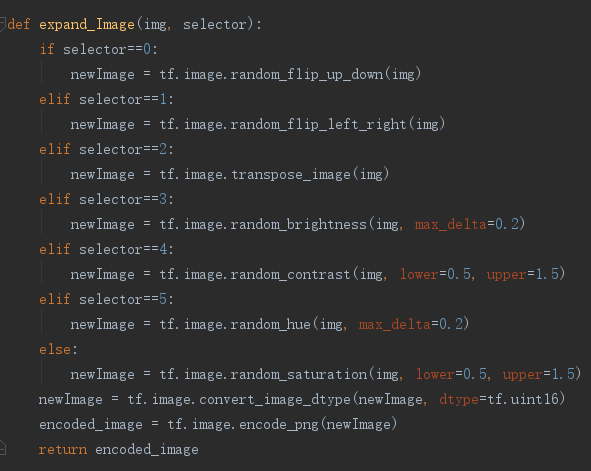 def expand_Image(img, selector):
    if selector==0:
        newImage = tf.image.random_flip_up_down(img)
    elif selector==1:
        newImage = tf.image.random_flip_left_right(img)
    elif selector==2:
        newImage = tf.image.transpose_image(img)
    elif selector==3:
        newImage = tf.image.random_brightness(img, max_delta=0.2)
    elif selector==4:
        newImage = tf.image.random_contrast(img, lower=0.5, upper=1.5)
    elif selector==5:
        newImage = tf.image.random_hue(img, max_delta=0.2)
    else:
        newImage = tf.image.random_saturation(img, lower=0.5, upper=1.5)
    newImage = tf.image.convert_image_dtype(newImage, dtype=tf.uint16)
    encoded_image = tf.image.encode_png(newImage)
    return encoded_image